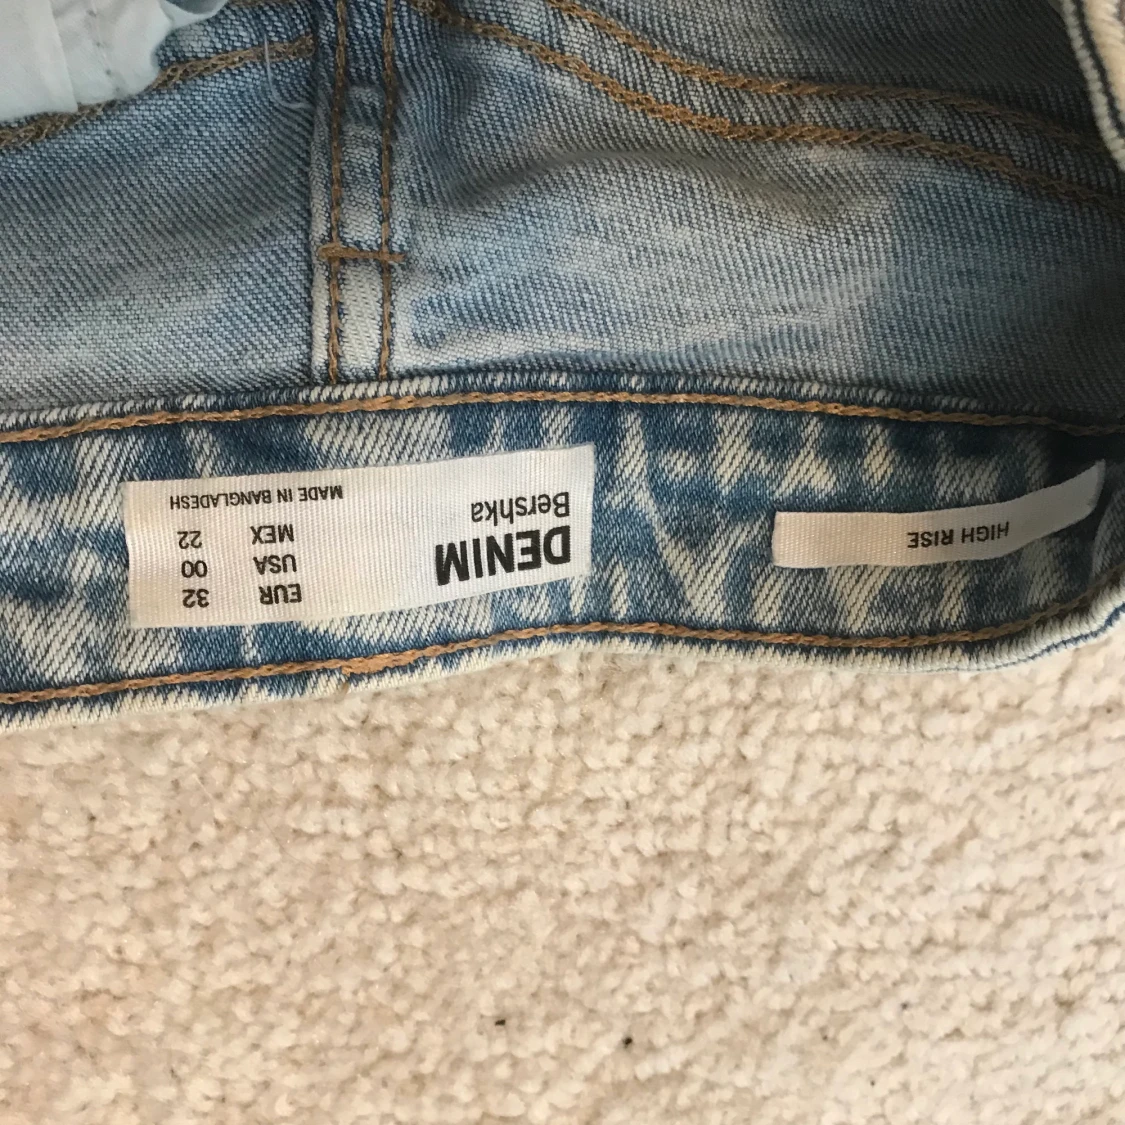 DENIM
Bershka
EUR 32
USA 00
MEX 22
MADE IN BANGLADESH
HIGH RISE